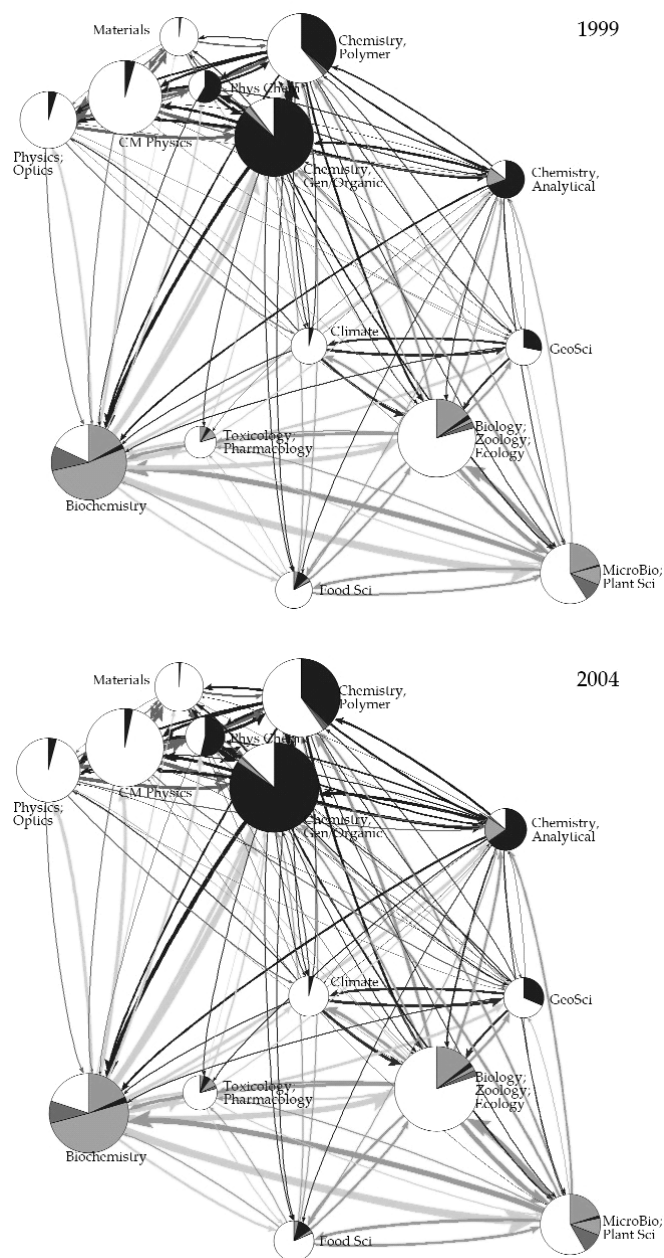 1999
Materials
Chemistry,
Polymer
Phys Chem
CM Physics
Physics;
Optics
Chemistry,
Gen/Organic
Chemistry,
Analytical
Climate
GeoSci
Toxicology;
Pharmacology
Biology;
Zoology;
Ecology
Biochemistry
Food Sci
MicroBio;
Plant Sci
2004
Materials
Chemistry,
Polymer
Phys Chem
CM Physics
Physics;
Optics
Chemistry,
Gen/Organic
Chemistry,
Analytical
Climate
GeoSci
Toxicology;
Pharmacology
Biology;
Zoology;
Ecology
Biochemistry
Food Sci
MicroBio;
Plant Sci